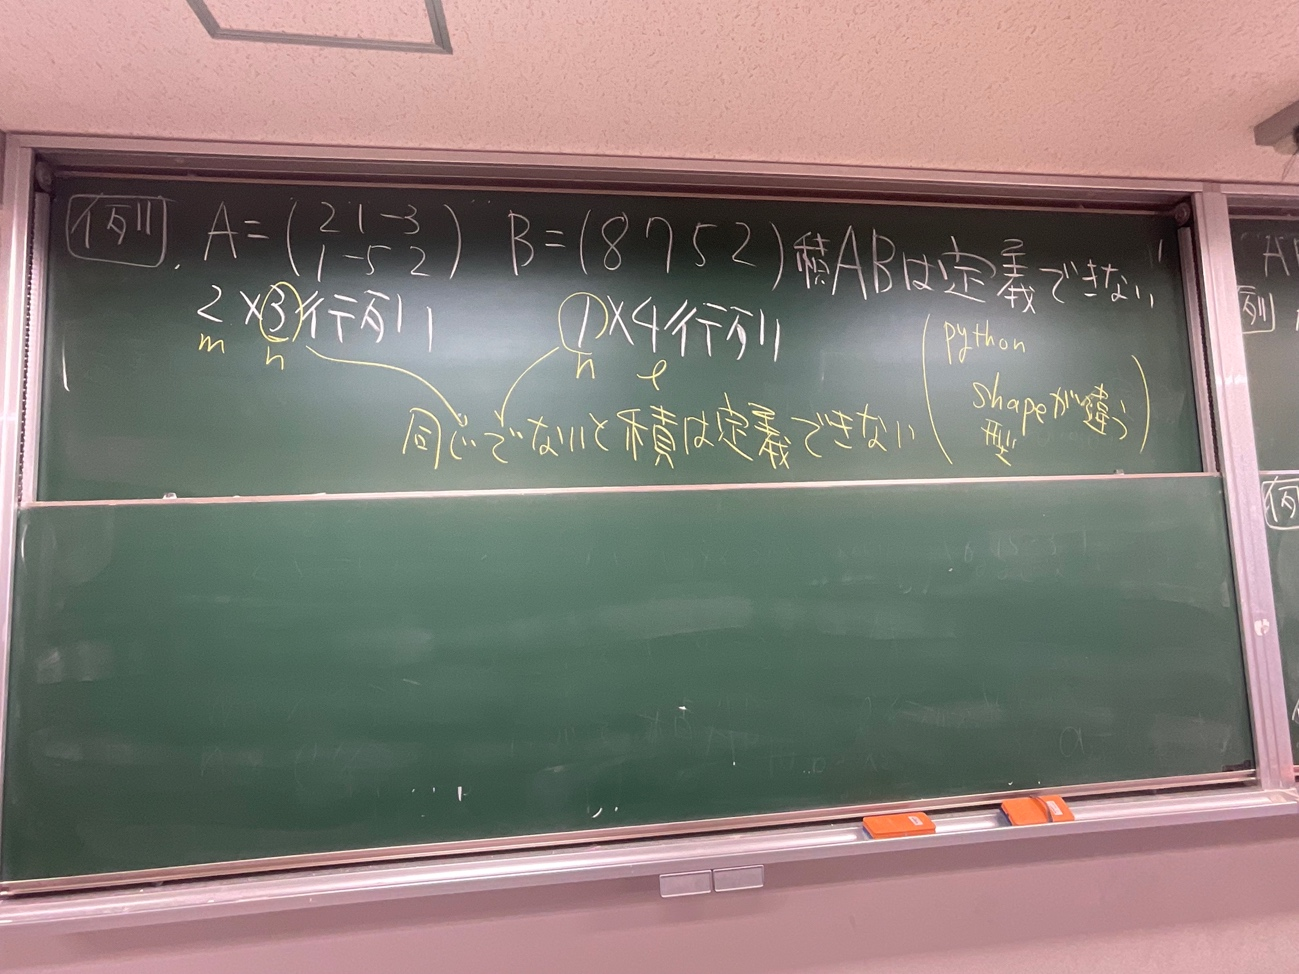 例. A = ( 2 1 -3 ) B = ( 8 7 5 2 ) 積ABは定義できない
1 -5 2
2×3行列 1×4行列
m n n l
(python
shapeが違う)
型
同じでないと積は定義できない
A
例
例